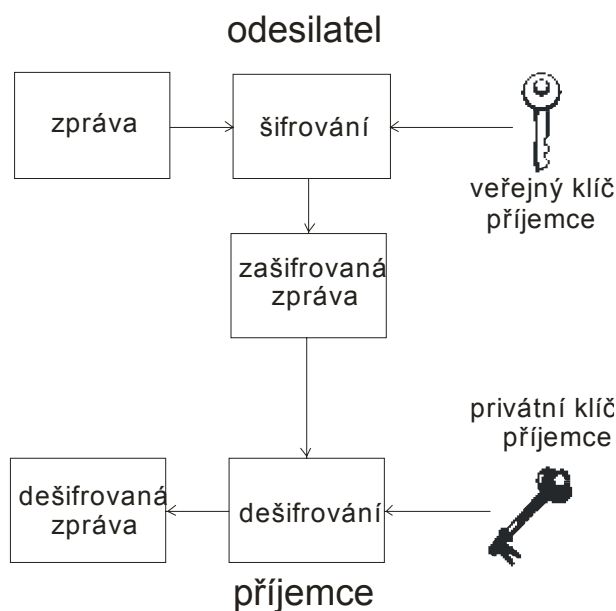 odesilatel
zpráva
šifrování
veřejný klíč
příjemce
zašifrovaná
zpráva
privátní klíč
příjemce
dešifrovaná
zpráva
dešifrování
příjemce